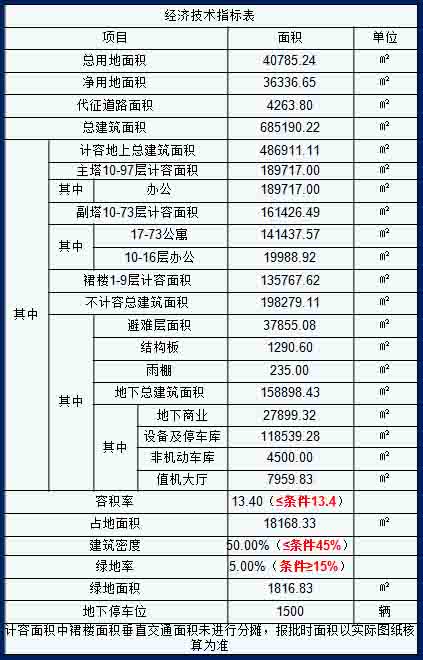 经济技术指标表
项目 面积 单位
总用地面积 40785.24 ㎡
净用地面积 36336.65 ㎡
代征道路面积 4263.80 ㎡
总建筑面积 685190.22 ㎡
其中 计容地上总建筑面积 486911.11 ㎡
主塔10-97层计容面积 189717.00 ㎡
其中 办公 189717.00 ㎡
副塔10-73层计容面积 161426.49 ㎡
其中 17-73公寓 141437.57 ㎡
10-16层办公 19988.92 ㎡
裙楼1-9层计容面积 135767.62 ㎡
不计容总建筑面积 198279.11 ㎡
其中 避难层面积 37855.08 ㎡
结构板 1290.60 ㎡
雨棚 235.00 ㎡
地下总建筑面积 158898.43 ㎡
其中 地下商业 27899.32 ㎡
设备及停车库 118539.28 ㎡
非机动车库 4500.00 ㎡
值机大厅 7959.83 ㎡
容积率 13.40（≤条件13.4）
占地面积 18168.33 ㎡
建筑密度 50.00%（≤条件45%）
绿地率 5.00%（条件≥15%）
绿地面积 1816.83 ㎡
地下停车位 1500 辆
计容面积中裙楼面积垂直交通面积未进行分摊，报批时面积以实际图纸核
算为准